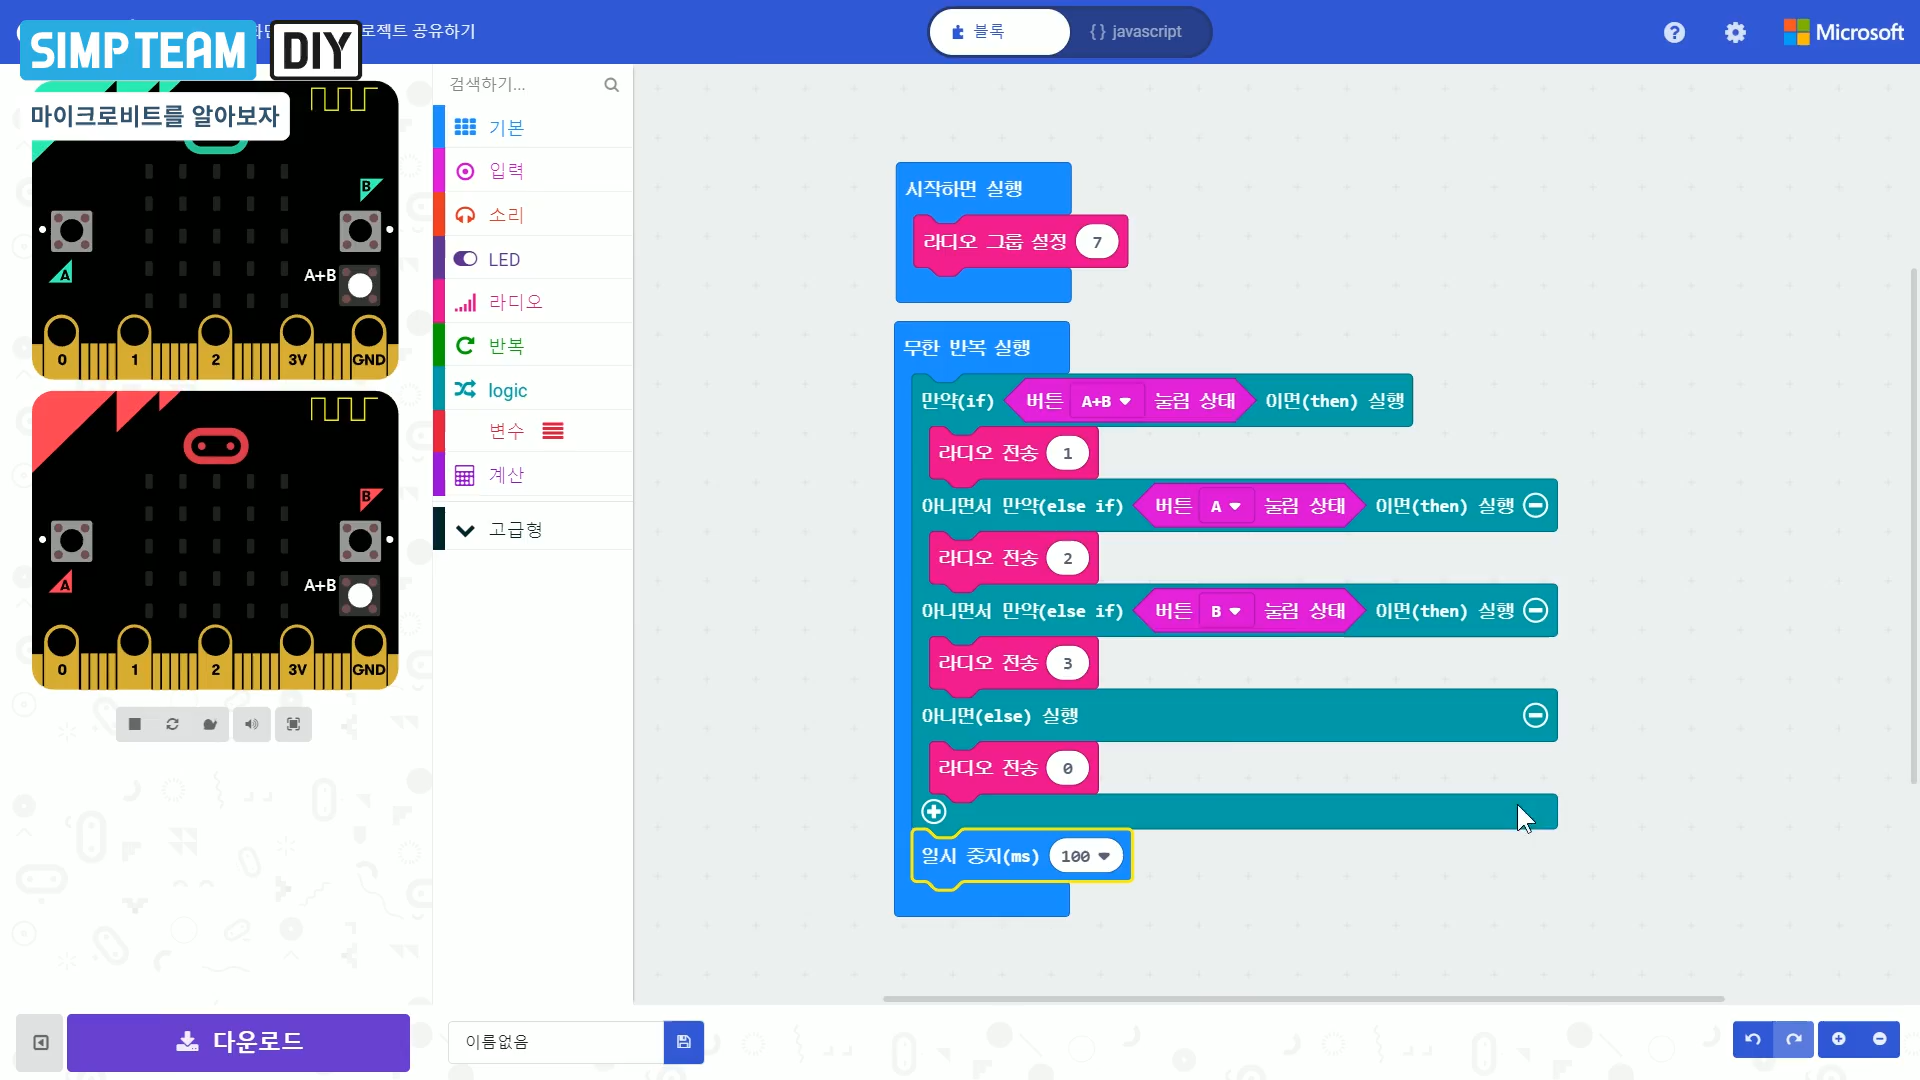 SIMP TEAM DIY
로젝트 공유하기
블록
{ } javascript
Microsoft
마이크로비트를 알아보자
B
A
A+B
0 1 2 3V GND
B
A
A+B
0 1 2 3V GND
검색하기...
기본
입력
소리
LED
라디오
반복
logic
변수
계산
고급형
시작하면 실행
라디오 그룹 설정 7
무한 반복 실행
만약(if) 버튼 A+B 눌림 상태 이면(then) 실행
라디오 전송 1
아니면서 만약(else if) 버튼 A 눌림 상태 이면(then) 실행
라디오 전송 2
아니면서 만약(else if) 버튼 B 눌림 상태 이면(then) 실행
라디오 전송 3
아니면(else) 실행
라디오 전송 0
일시 중지(ms) 100
다운로드
이름없음